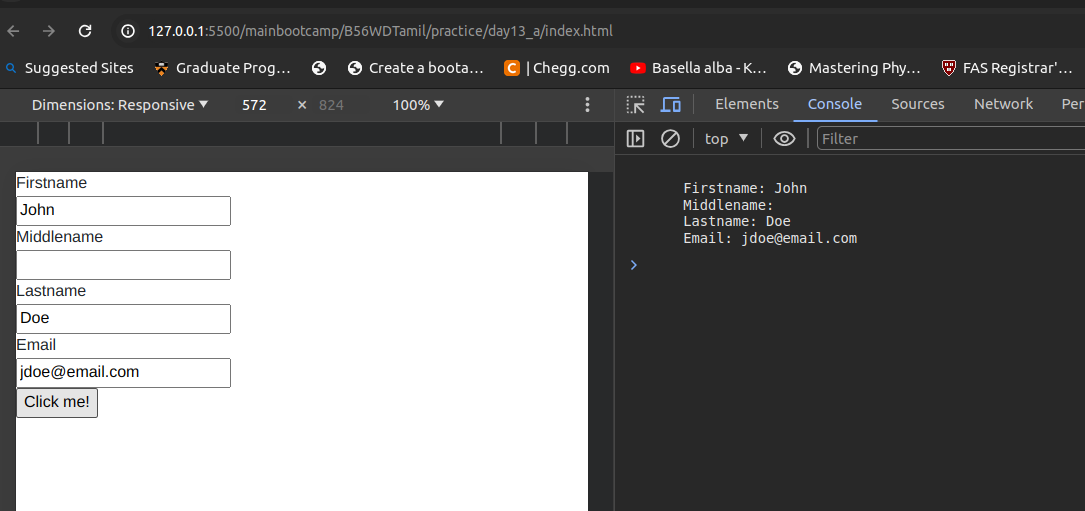 127.0.0.1:5500/mainbootcamp/B56WDTamil/practice/day13_a/index.html
Suggested Sites Graduate Prog… Create a boota… | Chegg.com Basella alba - K… Mastering Phy… FAS Registrar'…
Dimensions: Responsive ▼ 572 × 824 100% ▼
Elements Console Sources Network Per
top ▼ Filter
Firstname
John
Middlename
Lastname
Doe
Email
jdoe@email.com
Click me!
Firstname: John
Middlename:
Lastname: Doe
Email: jdoe@email.com